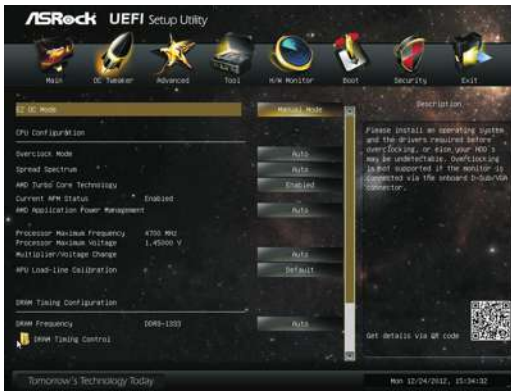 ASRock UEFI Setup Utility
Main OC Tweaker Advanced Tool H/W Monitor Boot Security Exit
EZ OC Mode Manual Mode
CPU Configuration
Overclock Mode Auto
Spread Spectrum Auto
AMD Turbo Core Technology Enabled
Current APM Status Enabled
AMD Application Power Management Auto
Processor Maximum Frequency 4700 MHz
Processor Maximum Voltage 1.45000 V
Multiplier/Voltage Change Auto
APU Load-Line Calibration Default
DRAM Timing Configuration
DRAM Frequency DDR3-1333 Auto
DRAM Timing Control
Description
Please install an operating system
and the drivers required before
overclocking, or else your HDD's
may be undetectable. Overclocking
is not supported if the monitor is
connected via the onboard D-Sub/VGA
connector.
Get details via QR code
Tomorrow's Technology Today
Mon 12/24/2012, 15:34:32